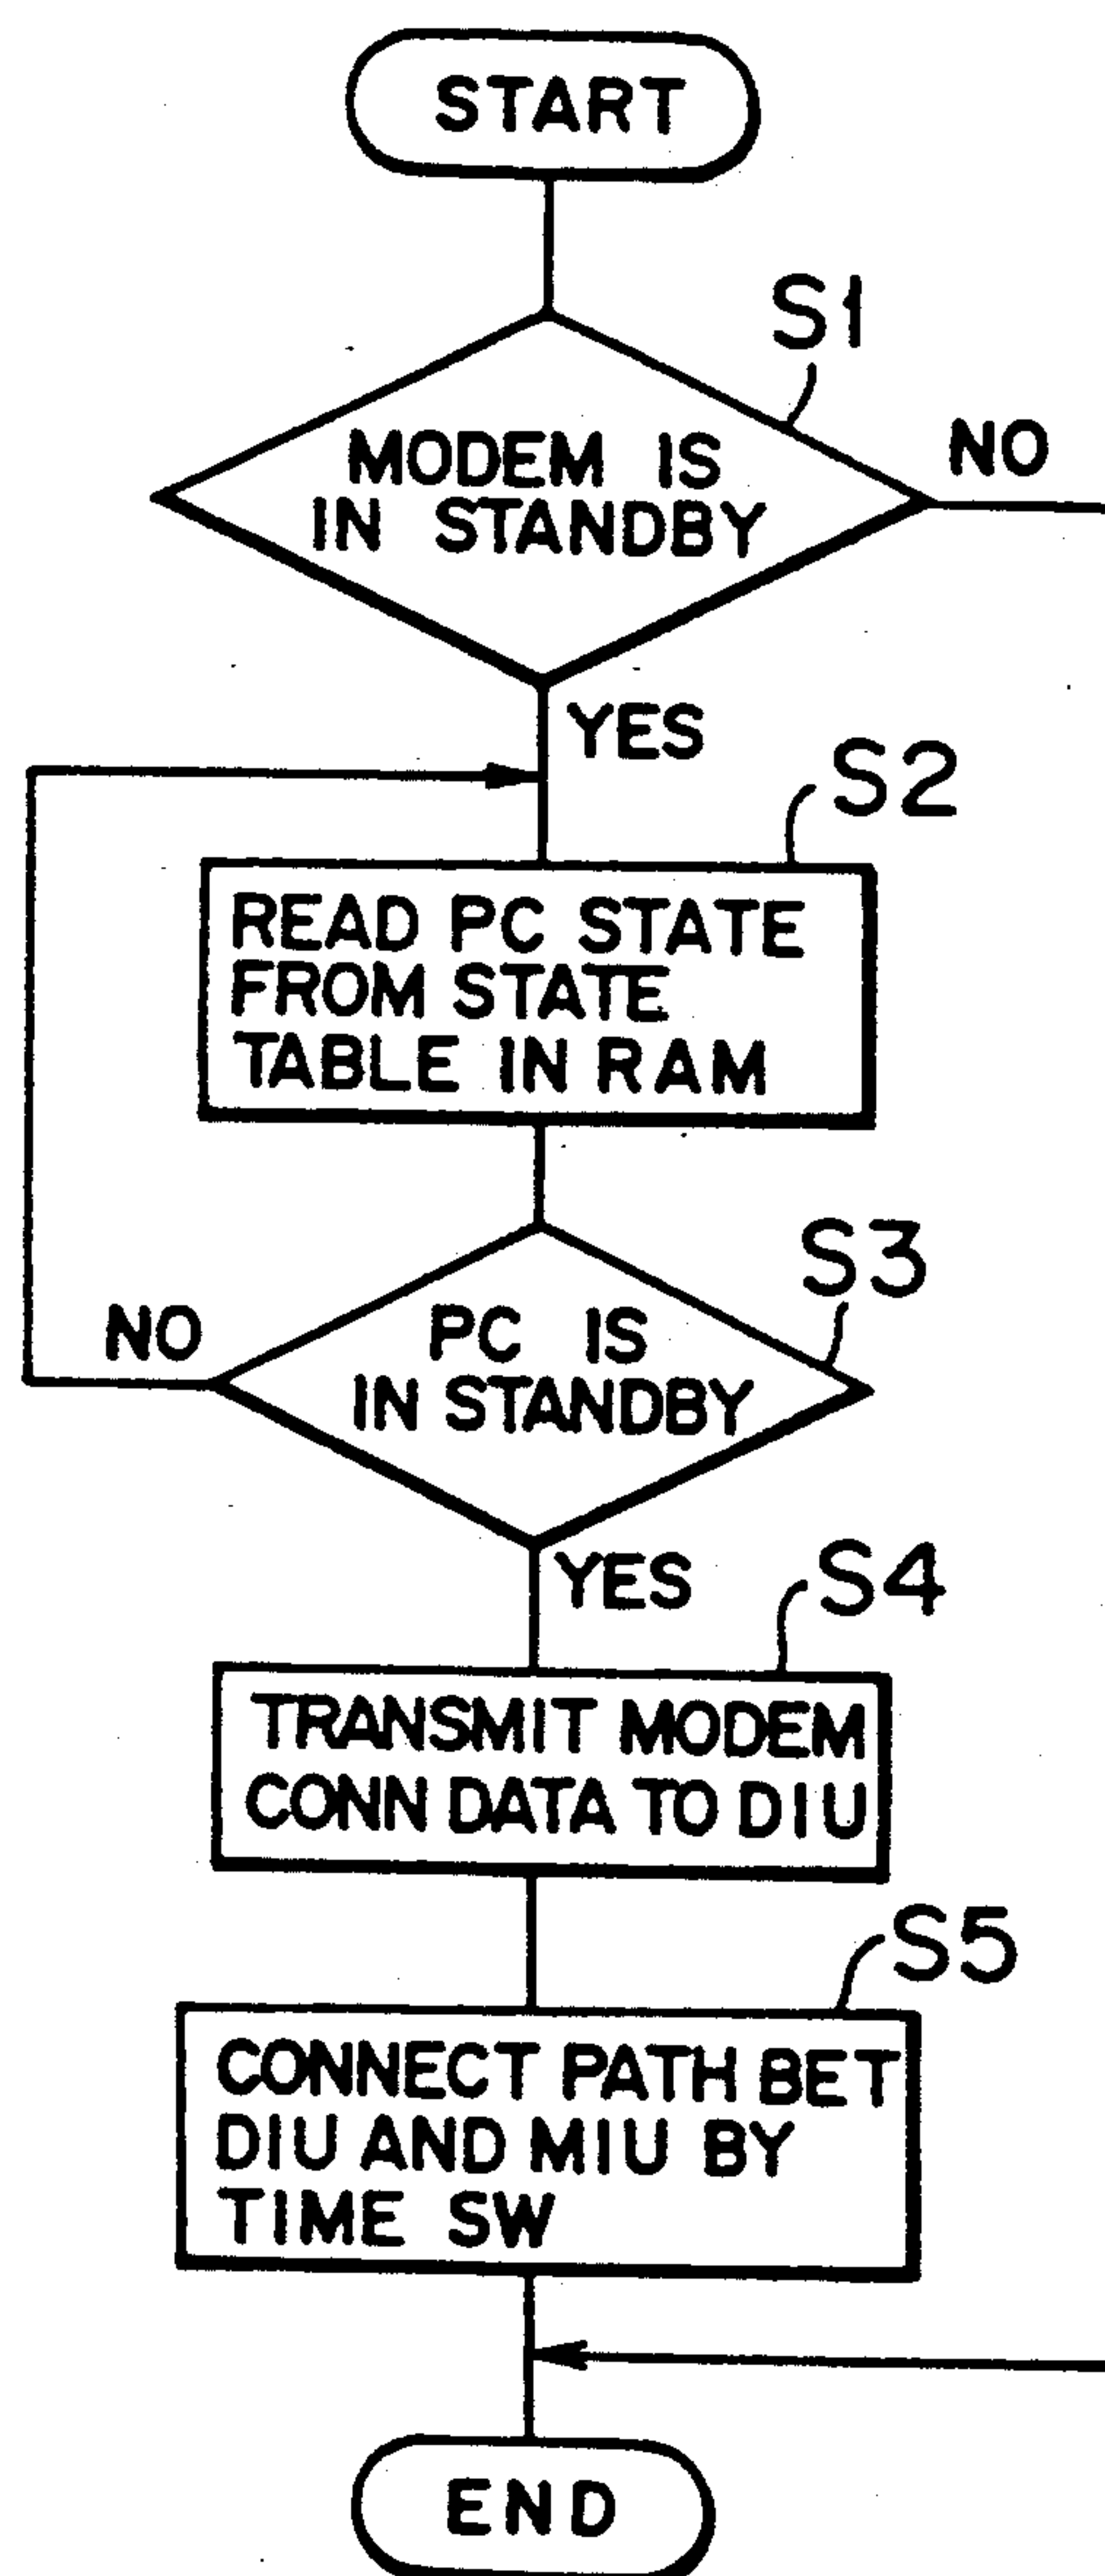 START
S1
MODEM IS
IN STANDBY
NO
YES
S2
READ PC STATE
FROM STATE
TABLE IN RAM
S3
PC IS
IN STANDBY
NO
YES
S4
TRANSMIT MODEM
CONN DATA TO DIU
S5
CONNECT PATH BET
DIU AND MIU BY
TIME SW
END